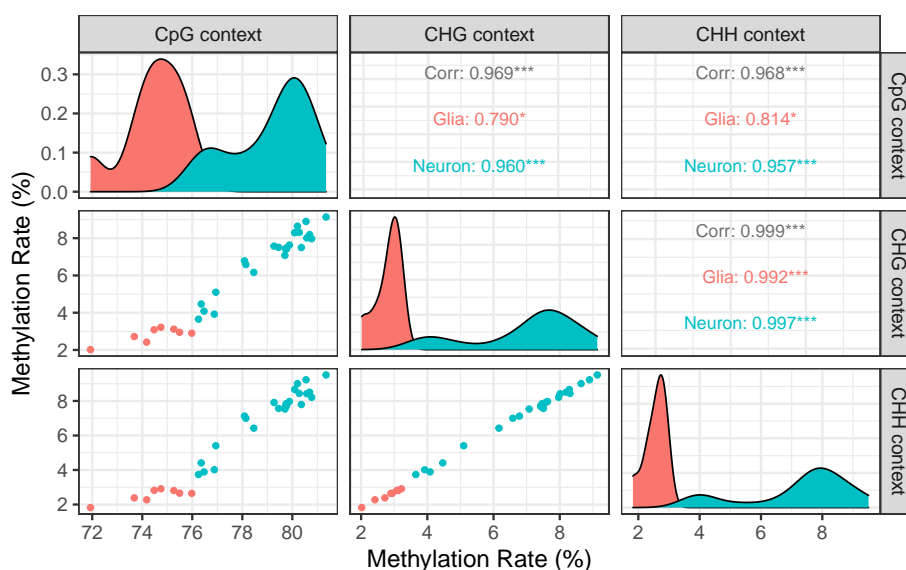 CpG context
CHG context
CHH context
0.3
0.2
0.1
0.0
Corr: 0.969***
Glia: 0.790*
Neuron: 0.960***
Corr: 0.968***
Glia: 0.814*
Neuron: 0.957***
CpG context
Methylation Rate (%)
8
6
4
2
Corr: 0.999***
Glia: 0.992***
Neuron: 0.997***
CHG context
8
6
4
2
CHH context
72 74 76 78 80
2 4 6 8
2 4 6 8
Methylation Rate (%)